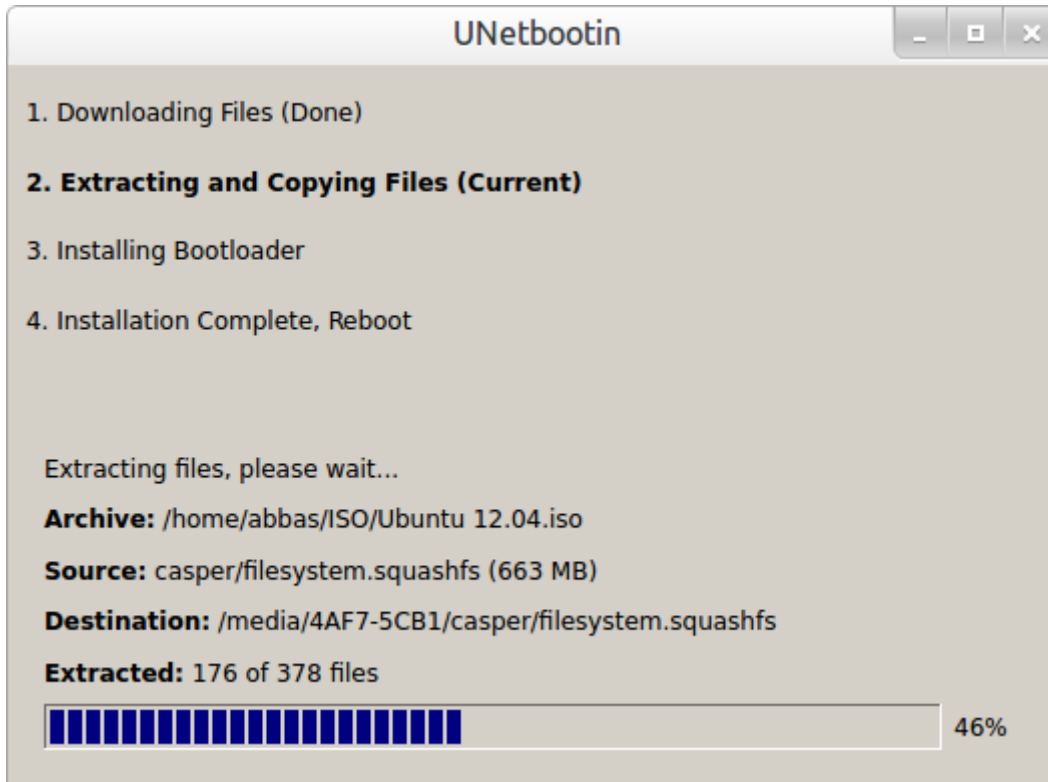 UNetbootin
1. Downloading Files (Done)
2. Extracting and Copying Files (Current)
3. Installing Bootloader
4. Installation Complete, Reboot
Extracting files, please wait...
Archive: /home/abbas/ISO/Ubuntu 12.04.iso
Source: casper/filesystem.squashfs (663 MB)
Destination: /media/4AF7-5CB1/casper/filesystem.squashfs
Extracted: 176 of 378 files
46%